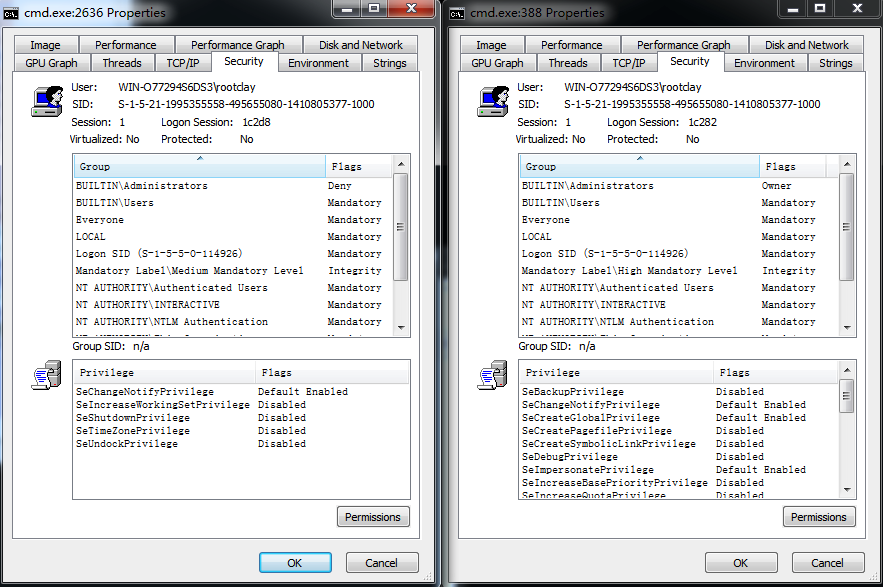 cmd.exe:2636 Properties
Image Performance Performance Graph Disk and Network
GPU Graph Threads TCP/IP Security Environment Strings
User: WIN-O77294S6DS3\rootclay
SID: S-1-5-21-1995355558-495655080-1410805377-1000
Session: 1 Logon Session: 1c2d8
Virtualized: No Protected: No
Group Flags
BUILTIN\Administrators Deny
BUILTIN\Users Mandatory
Everyone Mandatory
LOCAL Mandatory
Logon SID (S-1-5-5-0-114926) Mandatory
Mandatory Label\Medium Mandatory Level Integrity
NT AUTHORITY\Authenticated Users Mandatory
NT AUTHORITY\INTERACTIVE Mandatory
NT AUTHORITY\NTLM Authentication Mandatory
Group SID: n/a
Privilege Flags
SeChangeNotifyPrivilege Default Enabled
SeIncreaseWorkingSetPrivilege Disabled
SeShutdownPrivilege Disabled
SeTimeZonePrivilege Disabled
SeUndockPrivilege Disabled
Permissions
OK Cancel
cmd.exe:388 Properties
Image Performance Performance Graph Disk and Network
GPU Graph Threads TCP/IP Security Environment Strings
User: WIN-O77294S6DS3\rootclay
SID: S-1-5-21-1995355558-495655080-1410805377-1000
Session: 1 Logon Session: 1c282
Virtualized: No Protected: No
Group Flags
BUILTIN\Administrators Owner
BUILTIN\Users Mandatory
Everyone Mandatory
LOCAL Mandatory
Logon SID (S-1-5-5-0-114926) Mandatory
Mandatory Label\High Mandatory Level Integrity
NT AUTHORITY\Authenticated Users Mandatory
NT AUTHORITY\INTERACTIVE Mandatory
NT AUTHORITY\NTLM Authentication Mandatory
Group SID: n/a
Privilege Flags
SeBackupPrivilege Disabled
SeChangeNotifyPrivilege Default Enabled
SeCreateGlobalPrivilege Default Enabled
SeCreatePagefilePrivilege Disabled
SeCreateSymbolicLinkPrivilege Disabled
SeDebugPrivilege Disabled
SeImpersonatePrivilege Default Enabled
SeIncreaseBasePriorityPrivilege Disabled
SeIncreaseQuotaPrivilege Disabled
Permissions
OK Cancel